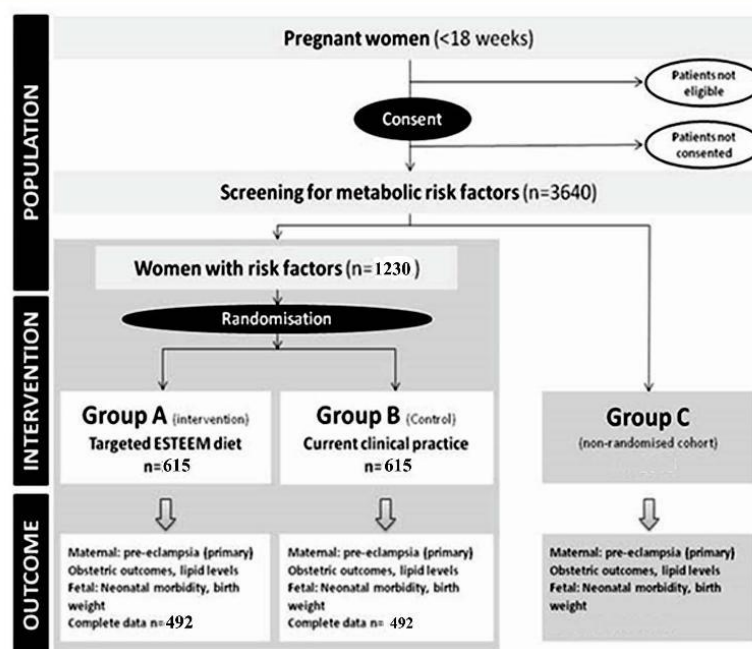 POPULATION
Pregnant women (<18 weeks)
Patients not
eligible
Consent
Patients not
consented
Screening for metabolic risk factors (n=3640)
Women with risk factors (n=1230)
INTERVENTION
Randomisation
Group A (intervention)
Targeted ESTEEM diet
n=615
Group B (Control)
Current clinical practice
n=615
Group C
(non-randomised cohort)
OUTCOME
Maternal: pre-eclampsia (primary)
Obstetric outcomes, lipid levels
Fetal: Neonatal morbidity, birth
weight
Complete data n=492
Maternal: pre-eclampsia (primary)
Obstetric outcomes, lipid levels
Fetal: Neonatal morbidity, birth
weight
Complete data n= 492
Maternal: pre-eclampsia (primary)
Obstetric outcomes, lipid levels
Fetal: Neonatal morbidity, birth
weight